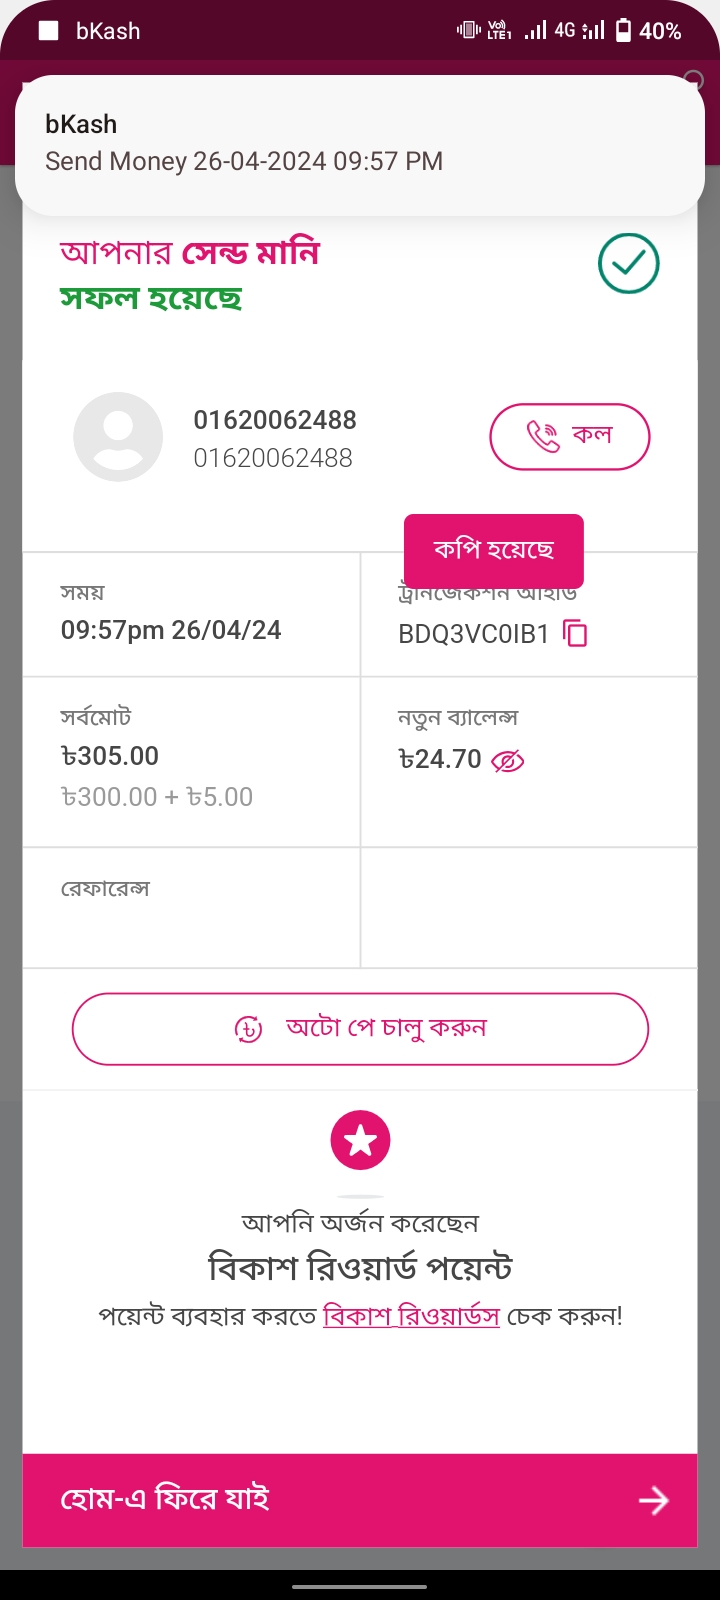 bKash
Vo))
LTE1
4G
40%
bKash
Send Money 26-04-2024 09:57 PM
আপনার সেন্ড মানি
সফল হয়েছে
01620062488
01620062488
কল
কপি হয়েছে
সময়
09:57pm 26/04/24
ট্রানজেকশন আইডি
BDQ3VC0IB1
সর্বমোট
৳305.00
৳300.00 + ৳5.00
নতুন ব্যালেন্স
৳24.70
রেফারেন্স
অটো পে চালু করুন
আপনি অর্জন করেছেন
বিকাশ রিওয়ার্ড পয়েন্ট
পয়েন্ট ব্যবহার করতে বিকাশ রিওয়ার্ডস চেক করুন!
হোম-এ ফিরে যাই